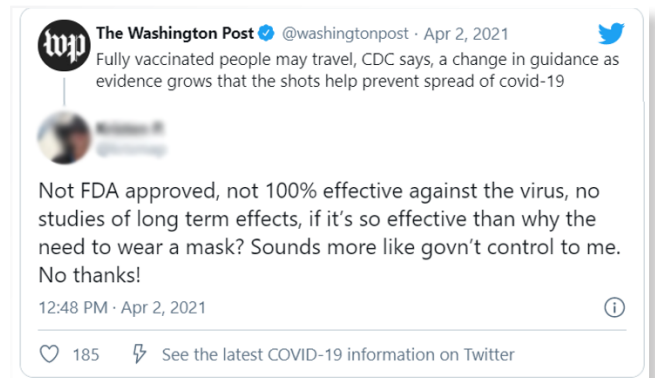 wp The Washington Post @washingtonpost · Apr 2, 2021
Fully vaccinated people may travel, CDC says, a change in guidance as
evidence grows that the shots help prevent spread of covid-19
Not FDA approved, not 100% effective against the virus, no
studies of long term effects, if it's so effective than why the
need to wear a mask? Sounds more like govn't control to me.
No thanks!
12:48 PM · Apr 2, 2021
185 See the latest COVID-19 information on Twitter